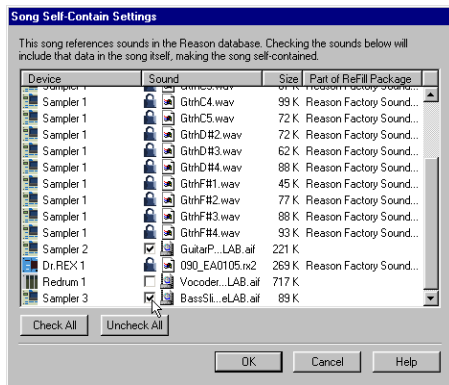 Song Self-Contain Settings
This song references sounds in the Reason database. Checking the sounds below will
include that data in the song itself, making the song self-contained.
Device Sound Size Part of ReFill Package
Sampler 1 GtrhC4.wav 99 K Reason Factory Sound...
Sampler 1 GtrhC5.wav 72 K Reason Factory Sound...
Sampler 1 GtrhD#2.wav 72 K Reason Factory Sound...
Sampler 1 GtrhD#3.wav 62 K Reason Factory Sound...
Sampler 1 GtrhD#4.wav 88 K Reason Factory Sound...
Sampler 1 GtrhF#1.wav 45 K Reason Factory Sound...
Sampler 1 GtrhF#2.wav 77 K Reason Factory Sound...
Sampler 1 GtrhF#3.wav 88 K Reason Factory Sound...
Sampler 1 GtrhF#4.wav 93 K Reason Factory Sound...
Sampler 2 GuitarP...LAB.aif 221 K
Dr.REX 1 090_EA0105.rx2 269 K Reason Factory Sound...
Redrum 1 Vocoder...LAB.aif 717 K
Sampler 3 BassSli...eLAB.aif 89 K
Check All Uncheck All
OK Cancel Help